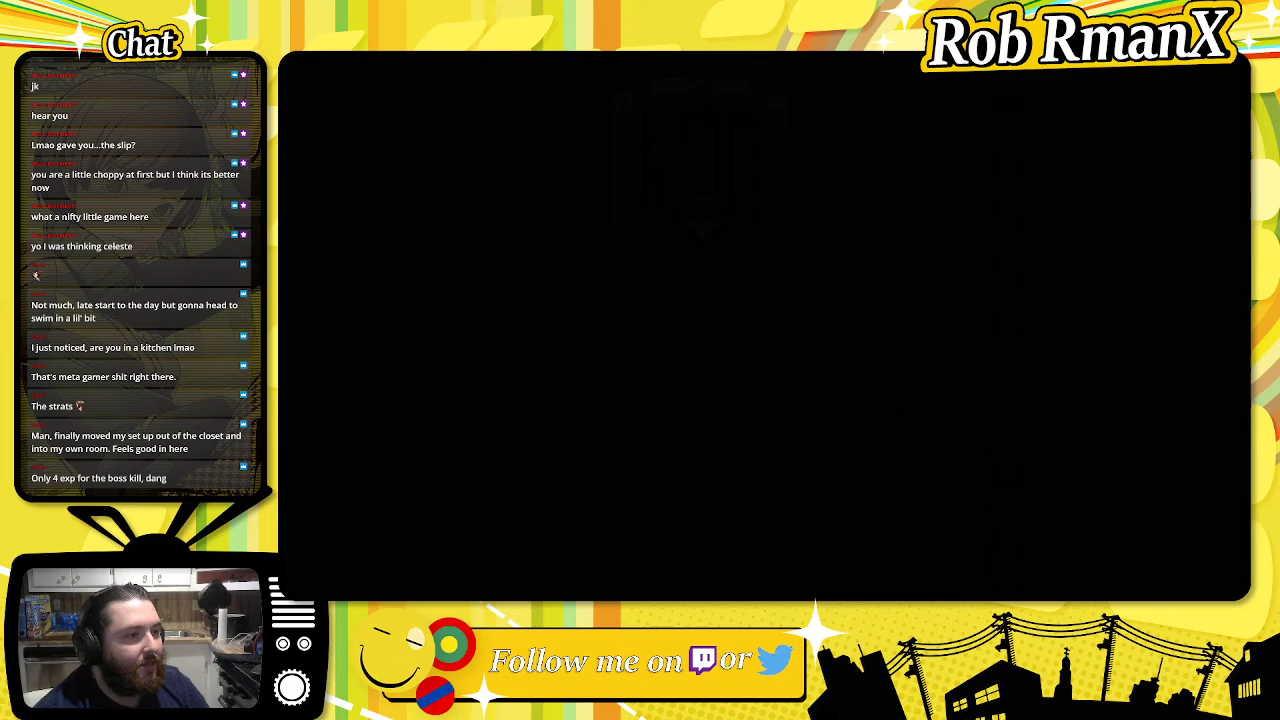 Chat
Rob RmanX
jk
hear you
Lmao gave you...the slip?
you are a little choppy at first but I think its better
now
what a nifty little game here
yo I was thinking celeste
Not much, late start to the day but gonna head to
swim in a lil' bit
I just noticed, are you in a kitchen lmao
That's meta gamer shit right there.
The strats
Man, finally moved my set up out of the closet and
into my own room. Feels good in here
Only 4 exp for the boss kill, dang
Follow me on or